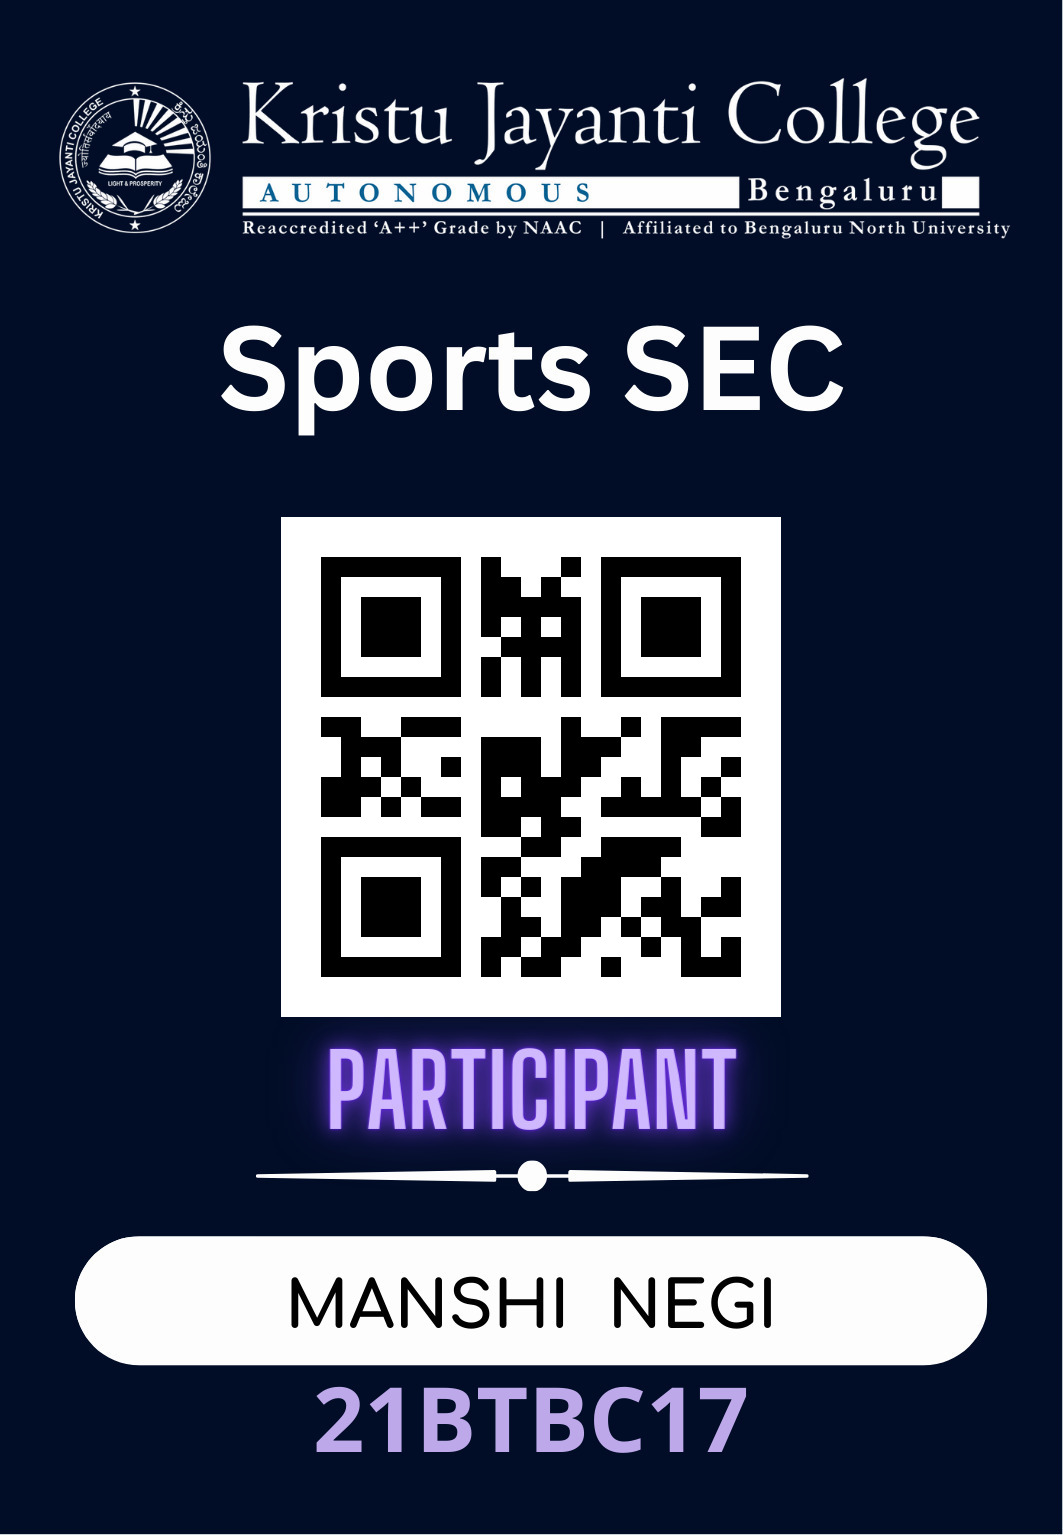 KRISTU JAYANTI COLLEGE
ಕ್ರಿಸ್ತು ಜಯಂತಿ ಕಾಲೇಜು
LIGHT & PROSPERITY
Kristu Jayanti College
AUTONOMOUS Bengaluru
Reaccredited ‘A++’ Grade by NAAC | Affiliated to Bengaluru North University
Sports SEC
PARTICIPANT
MANSHI NEGI
21BTBC17